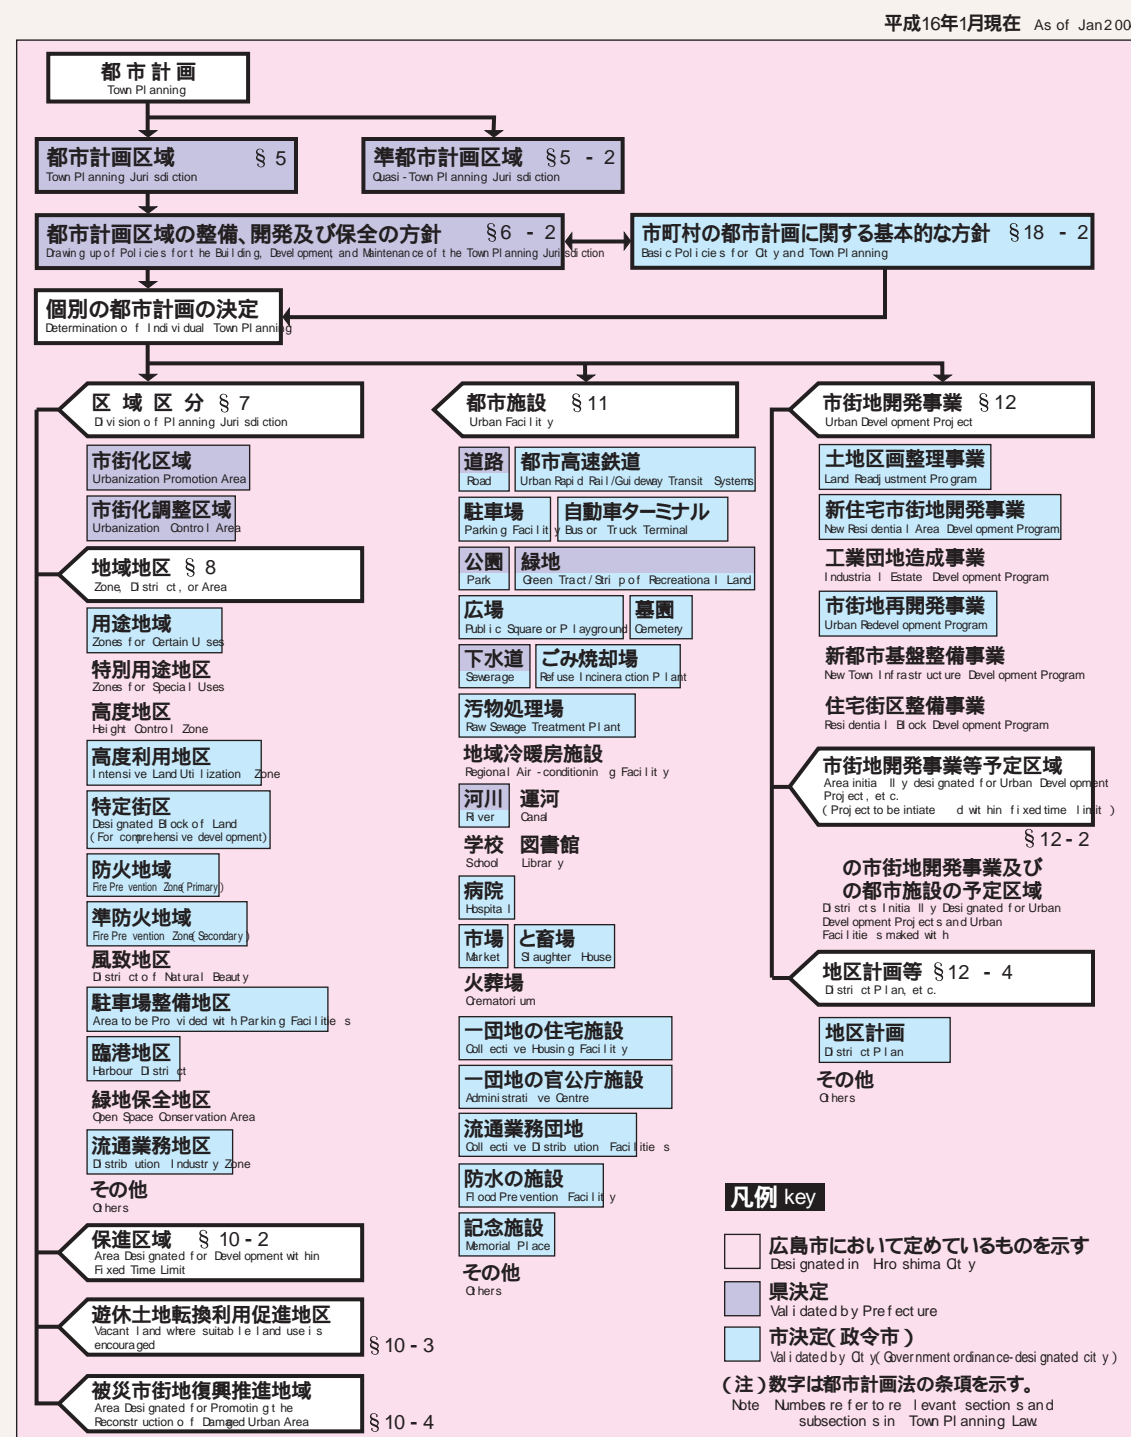 平成16年1月現在 As of Jan200
都市計画
Town Planning
都市計画区域 §5
Town Planning Jurisdiction
準都市計画区域 §5-2
Quasi-Town Planning Jurisdiction
都市計画区域の整備、開発及び保全の方針 §6-2
Drawing up of Policies for the Building, Development, and Maintenance of the Town Planning Jurisdiction
市町村の都市計画に関する基本的な方針 §18-2
Basic Policies for City and Town Planning
個別の都市計画の決定
Determination of Individual Town Planning
区域区分 §7
Division of Planning Jurisdiction
市街化区域
Urbanization Promotion Area
市街化調整区域
Urbanization Control Area
地域地区 §8
Zone, District, or Area
用途地域
Zones for Certain Uses
特別用途地区
Zones for Special Uses
高度地区
Height Control Zone
高度利用地区
Intensive Land Utilization Zone
特定街区
Designated Block of Land
(For comprehensive development)
防火地域
Fire Prevention Zone(Primary)
準防火地域
Fire Prevention Zone(Secondary)
風致地区
District of Natural Beauty
駐車場整備地区
Area to be Provided with Parking Facilities
臨港地区
Harbour District
緑地保全地区
Open Space Conservation Area
流通業務地区
Distribution Industry Zone
その他
Others
保進区域 §10-2
Area Designated for Development within
Fixed Time Limit
遊休土地転換利用促進地区
Vacant land where suitable land use is
encouraged
§10-3
被災市街地復興推進地域
Area Designated for Promoting the
Reconstruction of Damaged Urban Area
§10-4
都市施設 §11
Urban Facility
道路 都市高速鉄道
Road Urban Rapid Rail/Guideway Transit Systems
駐車場 自動車ターミナル
Parking Facility Bus or Truck Terminal
公園 緑地
Park Green Tract/Strip of Recreational Land
広場 墓園
Public Square or Playground Cemetery
下水道 ごみ焼却場
Sewerage Refuse Incineraction Plant
汚物処理場
Raw Sewage Treatment Plant
地域冷暖房施設
Regional Air-conditioning Facility
河川 運河
River Canal
学校 図書館
School Library
病院
Hospital
市場 と畜場
Market Slaughter House
火葬場
Crematorium
一団地の住宅施設
Collective Housing Facility
一団地の官公庁施設
Administrative Centre
流通業務団地
Collective Distribution Facilities
防水の施設
Flood Prevention Facility
記念施設
Memorial Place
その他
Others
市街地開発事業 §12
Urban Development Project
土地区画整理事業
Land Readjustment Program
新住宅市街地開発事業
New Residential Area Development Program
工業団地造成事業
Industrial Estate Development Program
市街地再開発事業
Urban Redevelopment Program
新都市基盤整備事業
New Town Infrastructure Development Program
住宅街区整備事業
Residential Block Development Program
市街地開発事業等予定区域
Area initially designated for Urban Development
Project, etc.
(Project to be intiated within fixed time limit)
§12-2
の市街地開発事業及び
の都市施設の予定区域
Districts Initially Designated for Urban
Development Projects and Urban
Facilities maked with
地区計画等 §12-4
District Plan, etc.
地区計画
District Plan
その他
Others
凡例 key
広島市において定めているものを示す
Designated in Hiroshima City
県決定
Validated by Prefecture
市決定(政令市)
Validated by City(Government ordinance-designated city)
(注)数字は都市計画法の条項を示す。
Note Numbers refer to relevant sections and
subsections in Town Planning Law.